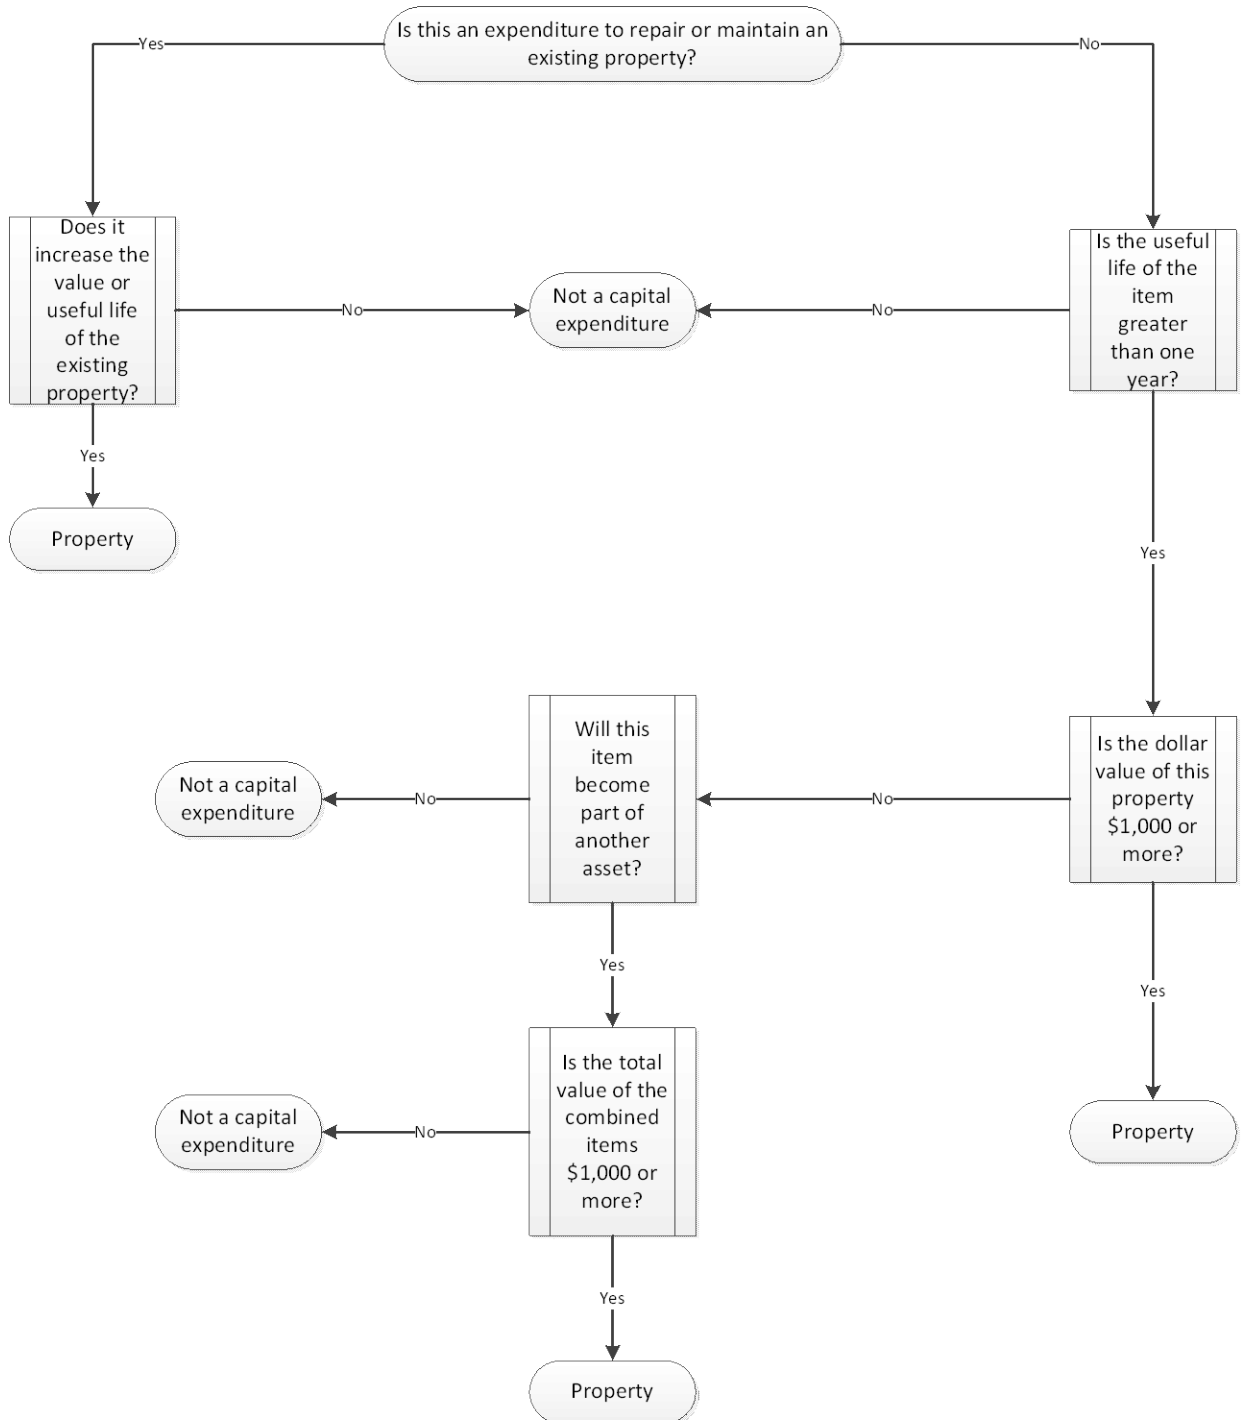 Is this an expenditure to repair or maintain an
existing property?
Yes
No
Does it
increase the
value or
useful life
of the
existing
property?
No
Not a capital
expenditure
No
Is the useful
life of the
item
greater
than one
year?
Yes
Property
Yes
Will this
item
become
part of
another
asset?
No
Not a capital
expenditure
No
Is the dollar
value of this
property
$1,000 or
more?
Yes
Yes
Is the total
value of the
combined
items
$1,000 or
more?
No
Not a capital
expenditure
Property
Yes
Property